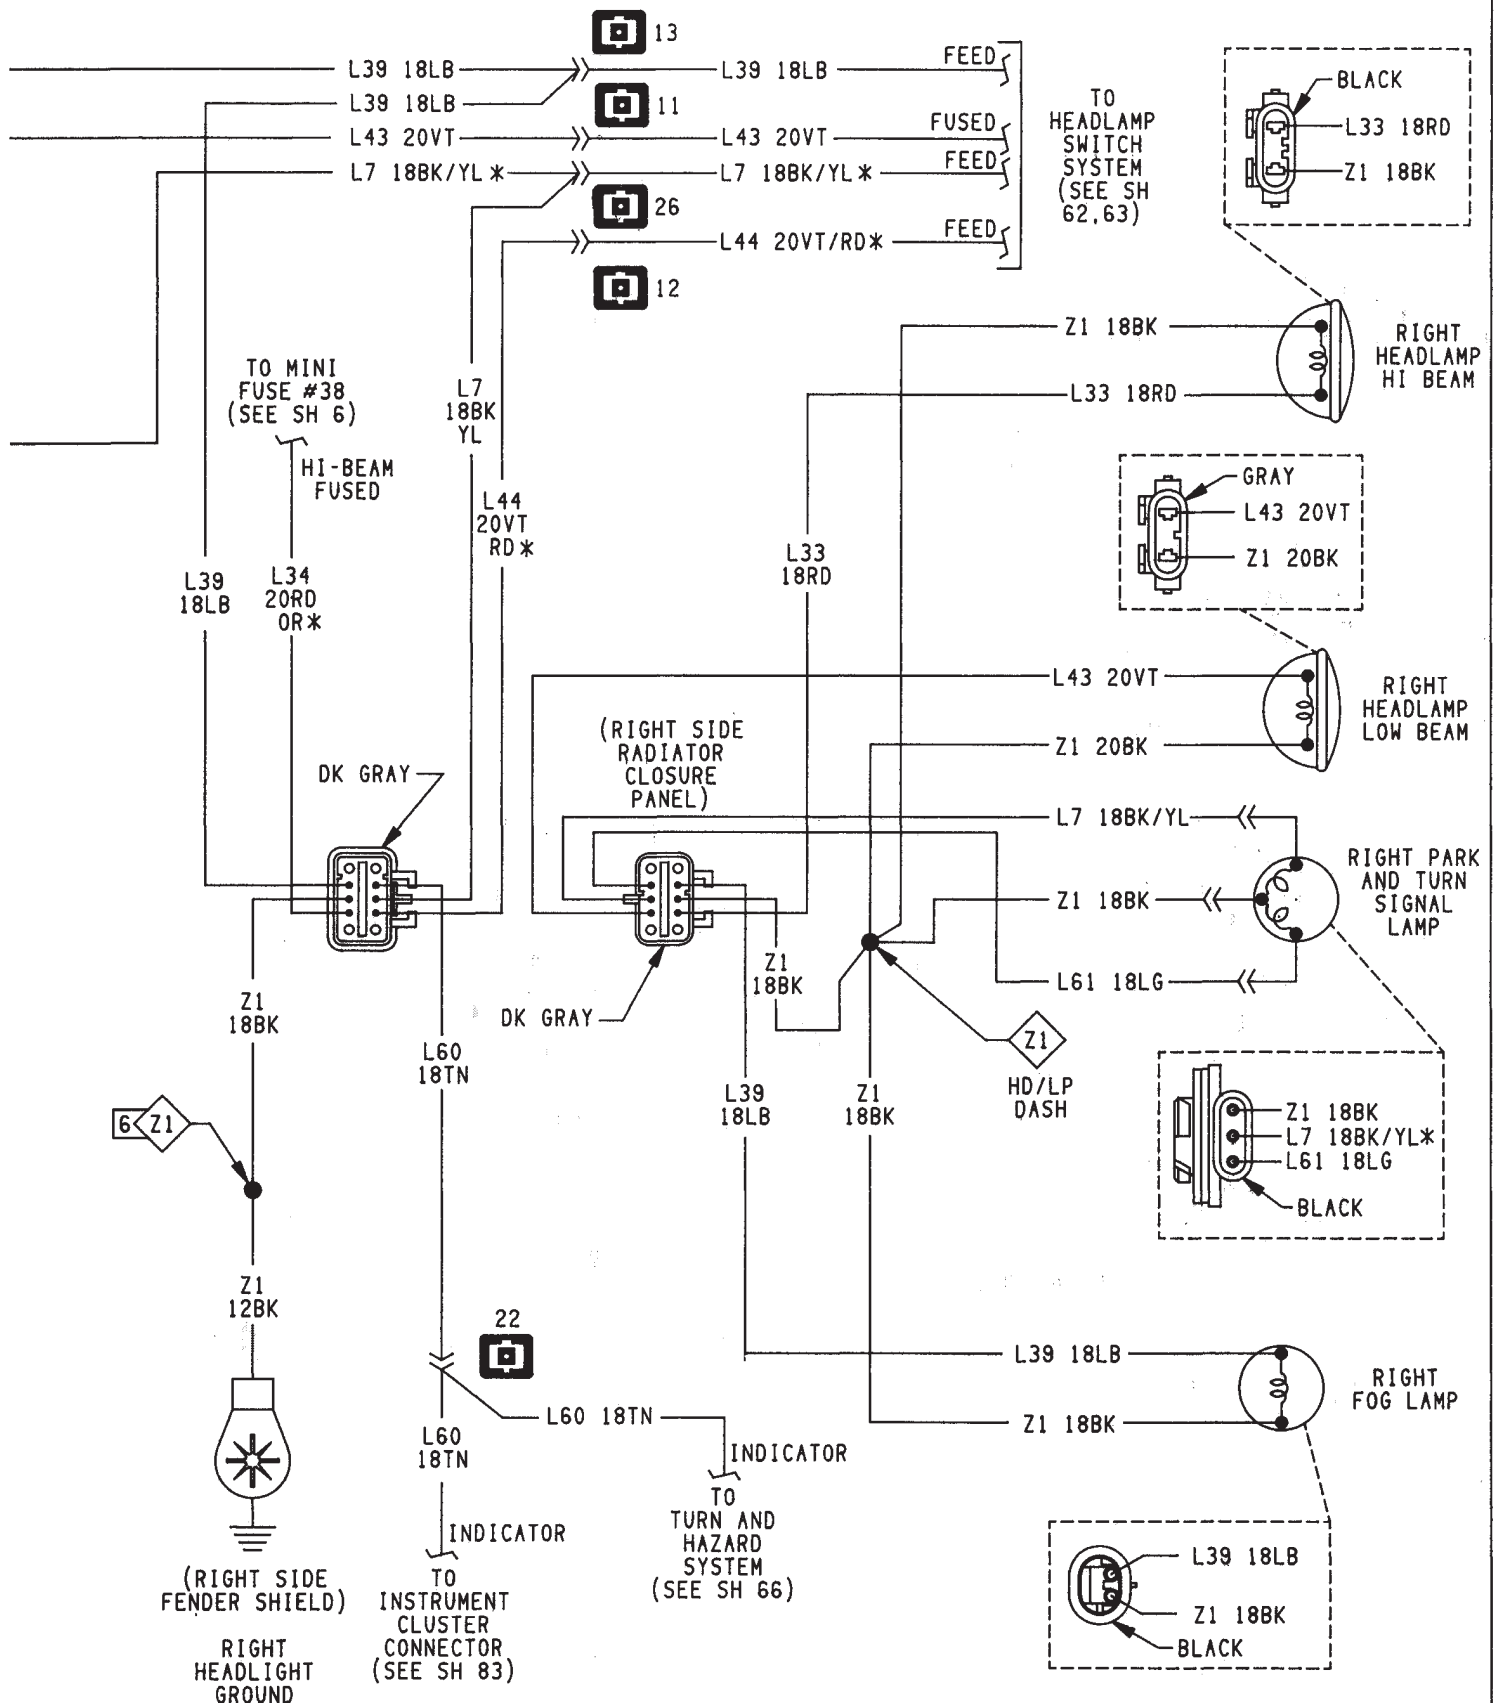 13
L39 18LB
L39 18LB
FEED
L39 18LB
11
L43 20VT
L43 20VT
FUSED
FEED
L7 18BK/YL*
L7 18BK/YL*
26
L44 20VT/RD*
FEED
12
TO
HEADLAMP
SWITCH
SYSTEM
(SEE SH
62,63)
BLACK
L33 18RD
Z1 18BK
Z1 18BK
L33 18RD
RIGHT
HEADLAMP
HI BEAM
TO MINI
FUSE #38
(SEE SH 6)
HI-BEAM
FUSED
L7
18BK
YL
L44
20VT
RD*
L39
18LB
L34
20RD
OR*
L33
18RD
GRAY
L43 20VT
Z1 20BK
L43 20VT
Z1 20BK
RIGHT
HEADLAMP
LOW BEAM
(RIGHT SIDE
RADIATOR
CLOSURE
PANEL)
DK GRAY
L7 18BK/YL
Z1 18BK
L61 18LG
RIGHT PARK
AND TURN
SIGNAL
LAMP
DK GRAY
Z1
18BK
Z1
18BK
L60
18TN
L39
18LB
Z1
18BK
Z1
HD/LP
DASH
Z1 18BK
L7 18BK/YL*
L61 18LG
BLACK
6 Z1
Z1
12BK
22
L60 18TN
L60
18TN
INDICATOR
TO
TURN AND
HAZARD
SYSTEM
(SEE SH 66)
INDICATOR
TO
INSTRUMENT
CLUSTER
CONNECTOR
(SEE SH 83)
(RIGHT SIDE
FENDER SHIELD)
RIGHT
HEADLIGHT
GROUND
L39 18LB
Z1 18BK
RIGHT
FOG LAMP
L39 18LB
Z1 18BK
BLACK